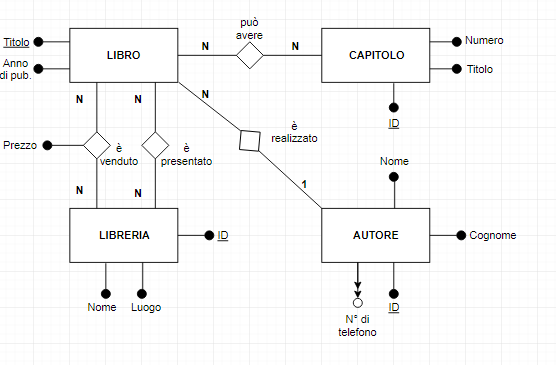 può
avere
Titolo
LIBRO
N
N
CAPITOLO
Numero
Anno
di pub.
Titolo
N
N
N
ID
Prezzo
è
venduto
è
presentato
è
realizzato
Nome
N
N
1
LIBRERIA
ID
AUTORE
Cognome
Nome
Luogo
ID
N° di
telefono